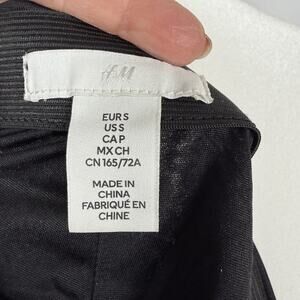 H&M
EUR S
US S
CA P
MX CH
CN 165/72A
MADE IN
CHINA
FABRIQUÉ EN
CHINE